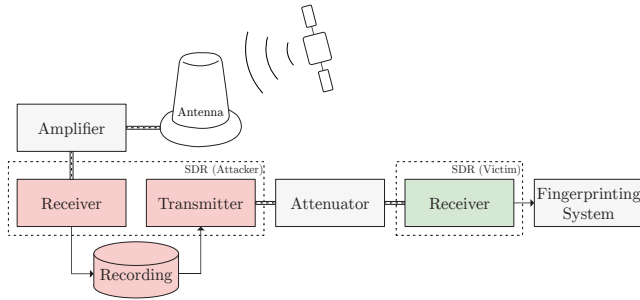 Antenna
Amplifier
SDR (Attacker)
SDR (Victim)
Receiver
Transmitter
Attenuator
Receiver
Fingerprinting
System
Recording